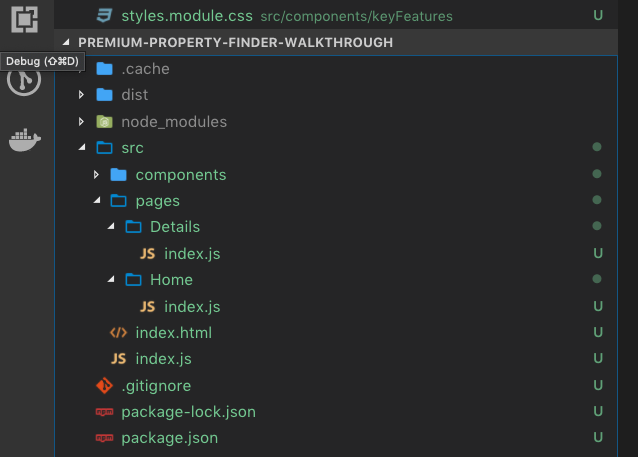 styles.module.css src/components/keyFeatures U
PREMIUM-PROPERTY-FINDER-WALKTHROUGH
Debug (⇧⌘D)
.cache
dist
node_modules
src
components
pages
Details
JS index.js U
Home
JS index.js U
index.html U
JS index.js U
.gitignore U
package-lock.json U
package.json U